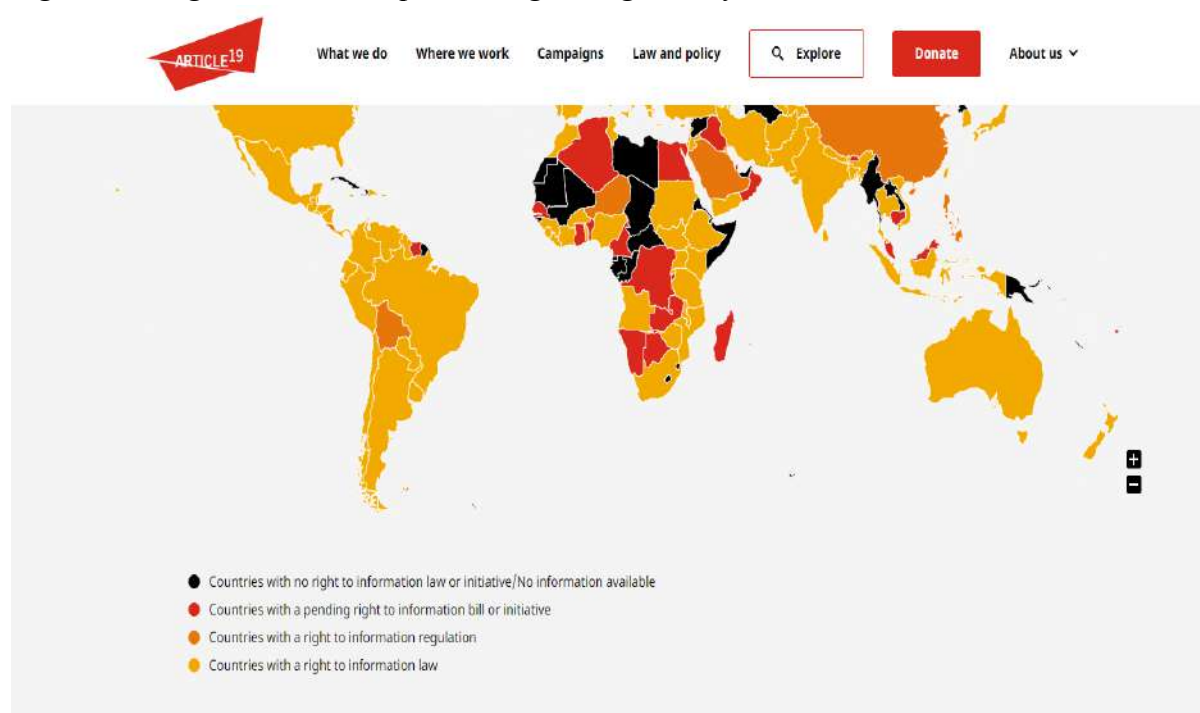 ARTICLE19
What we do
Where we work
Campaigns
Law and policy
Explore
Donate
About us
Countries with no right to information law or initiative/No information available
Countries with a pending right to information bill or initiative
Countries with a right to information regulation
Countries with a right to information law